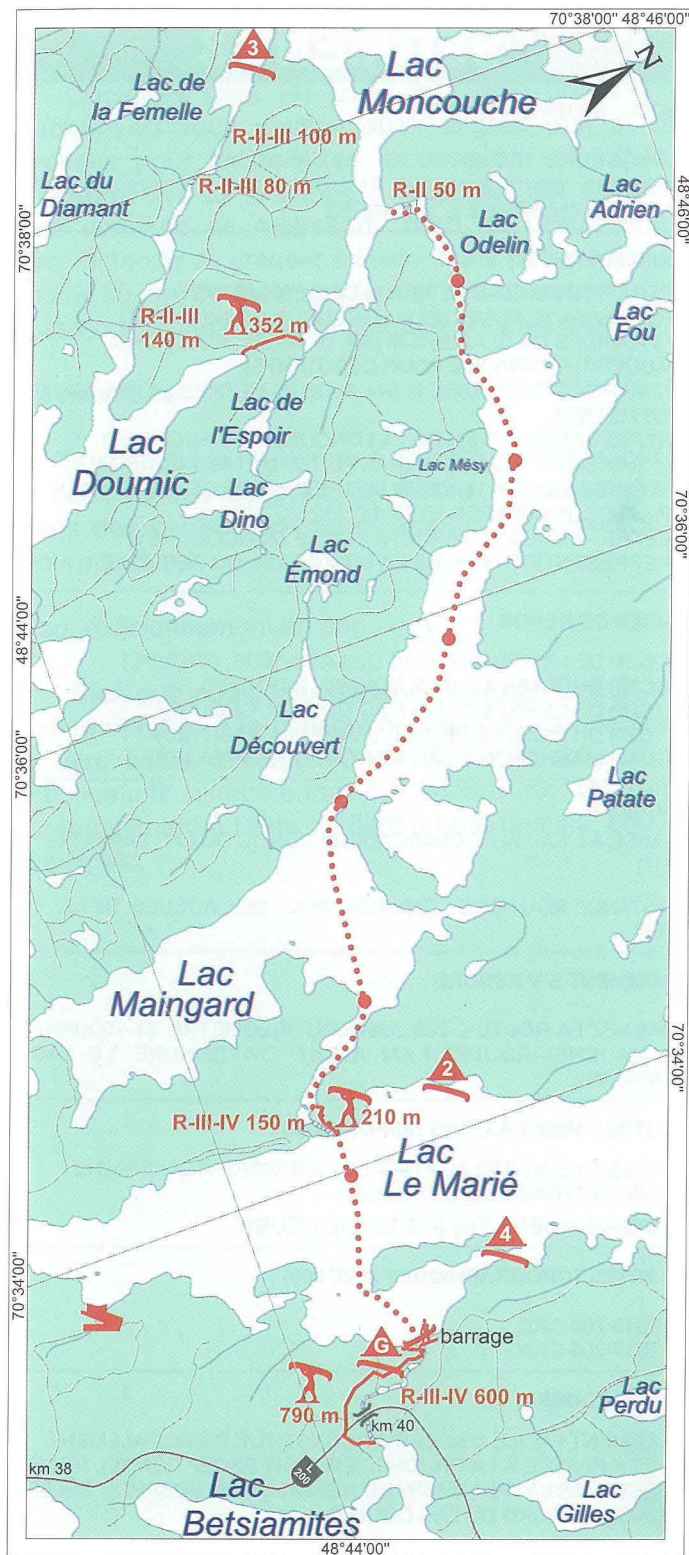 70°38'00" 48°46'00"
3
Lac
Moncouche
N
Lac de
la Femelle
R-II-III 100 m
Lac du
Diamant
R-II-III 80 m
R-II 50 m
Lac
Adrien
Lac
Odelin
48°46'00"
70°38'00"
Lac
Fou
R-II-III
140 m
352 m
Lac de
l'Espoir
Lac
Doumic
Lac Mésy
Lac
Dino
70°36'00"
Lac
Émond
48°44'00"
Lac
Découvert
70°36'00"
Lac
Patate
Lac
Maingard
70°34'00"
2
R-III-IV 150 m
210 m
Lac
Le Marié
4
70°34'00"
barrage
G
R-III-IV 600 m
790 m
km 40
Lac
Perdu
km 38
L
200
Lac
Betsiamites
Lac
Gilles
48°44'00"